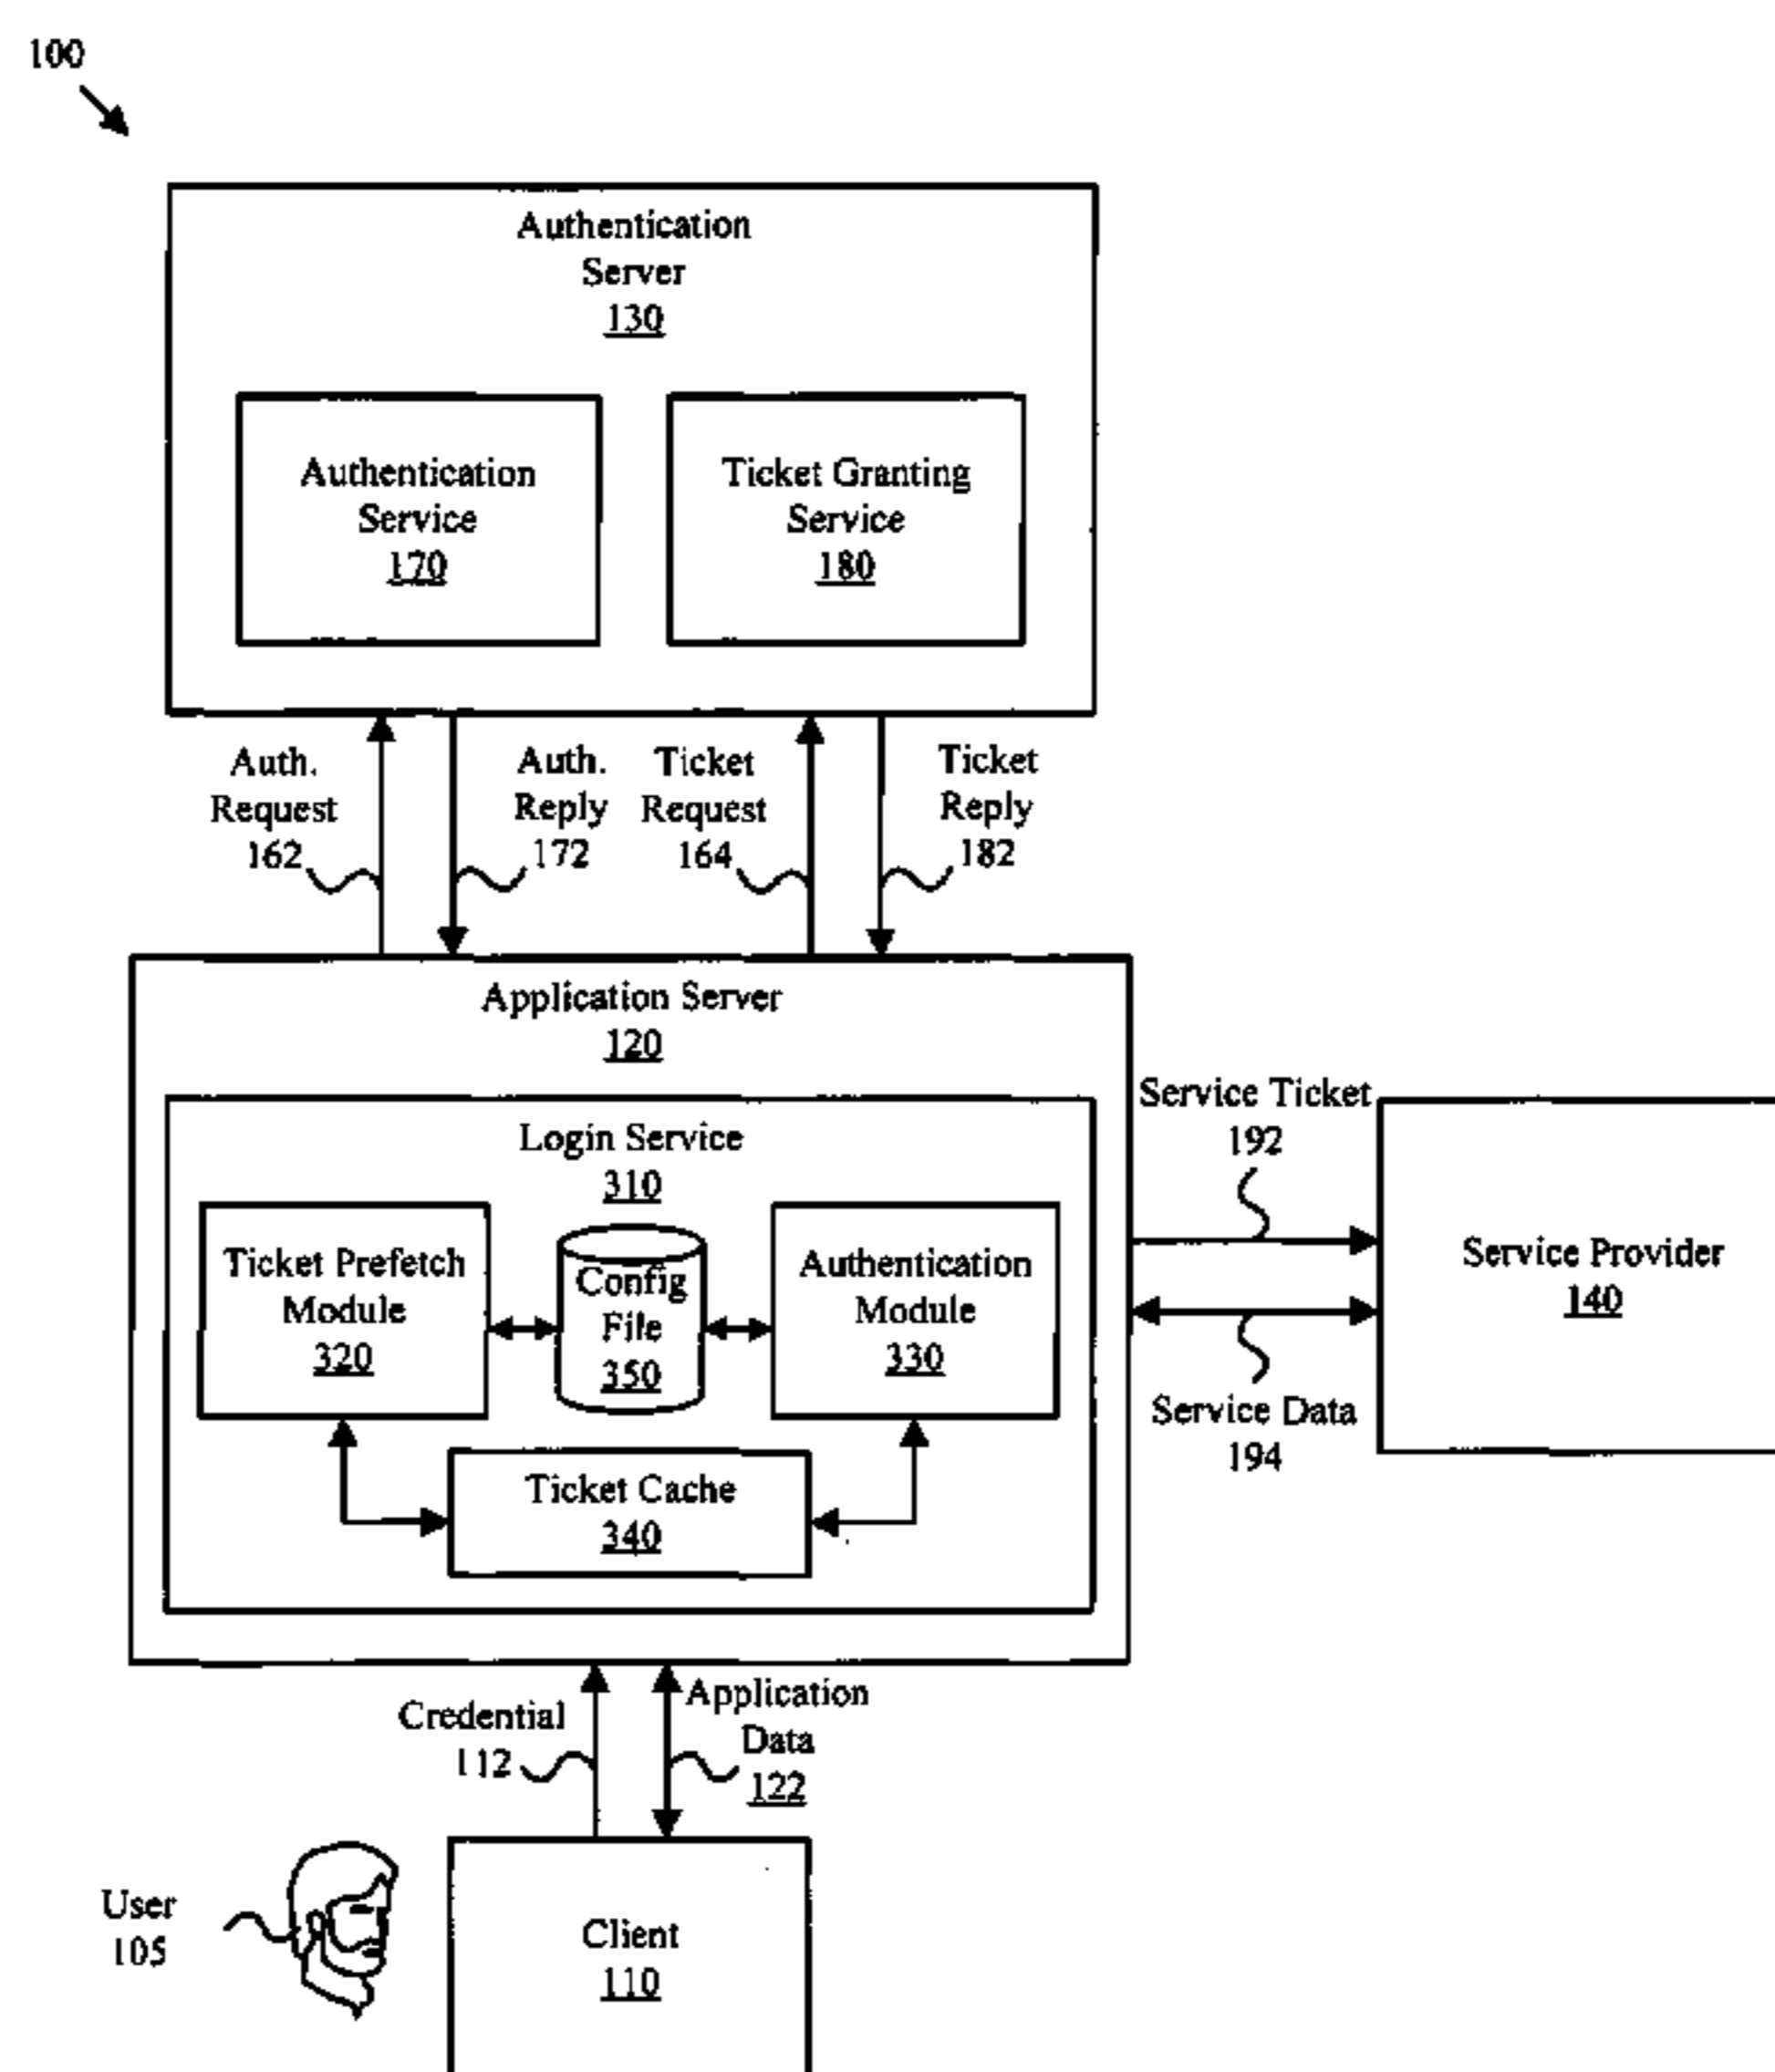 100
Authentication
Server
130
Authentication
Service
170
Ticket Granting
Service
180
Auth.
Request
162
Auth.
Reply
172
Ticket
Request
164
Ticket
Reply
182
Application Server
120
Login Service
310
Ticket Prefetch
Module
320
Config
File
350
Authentication
Module
330
Ticket Cache
340
Service Ticket
192
Service Data
194
Service Provider
140
Credential
112
Application
Data
122
User
105
Client
110